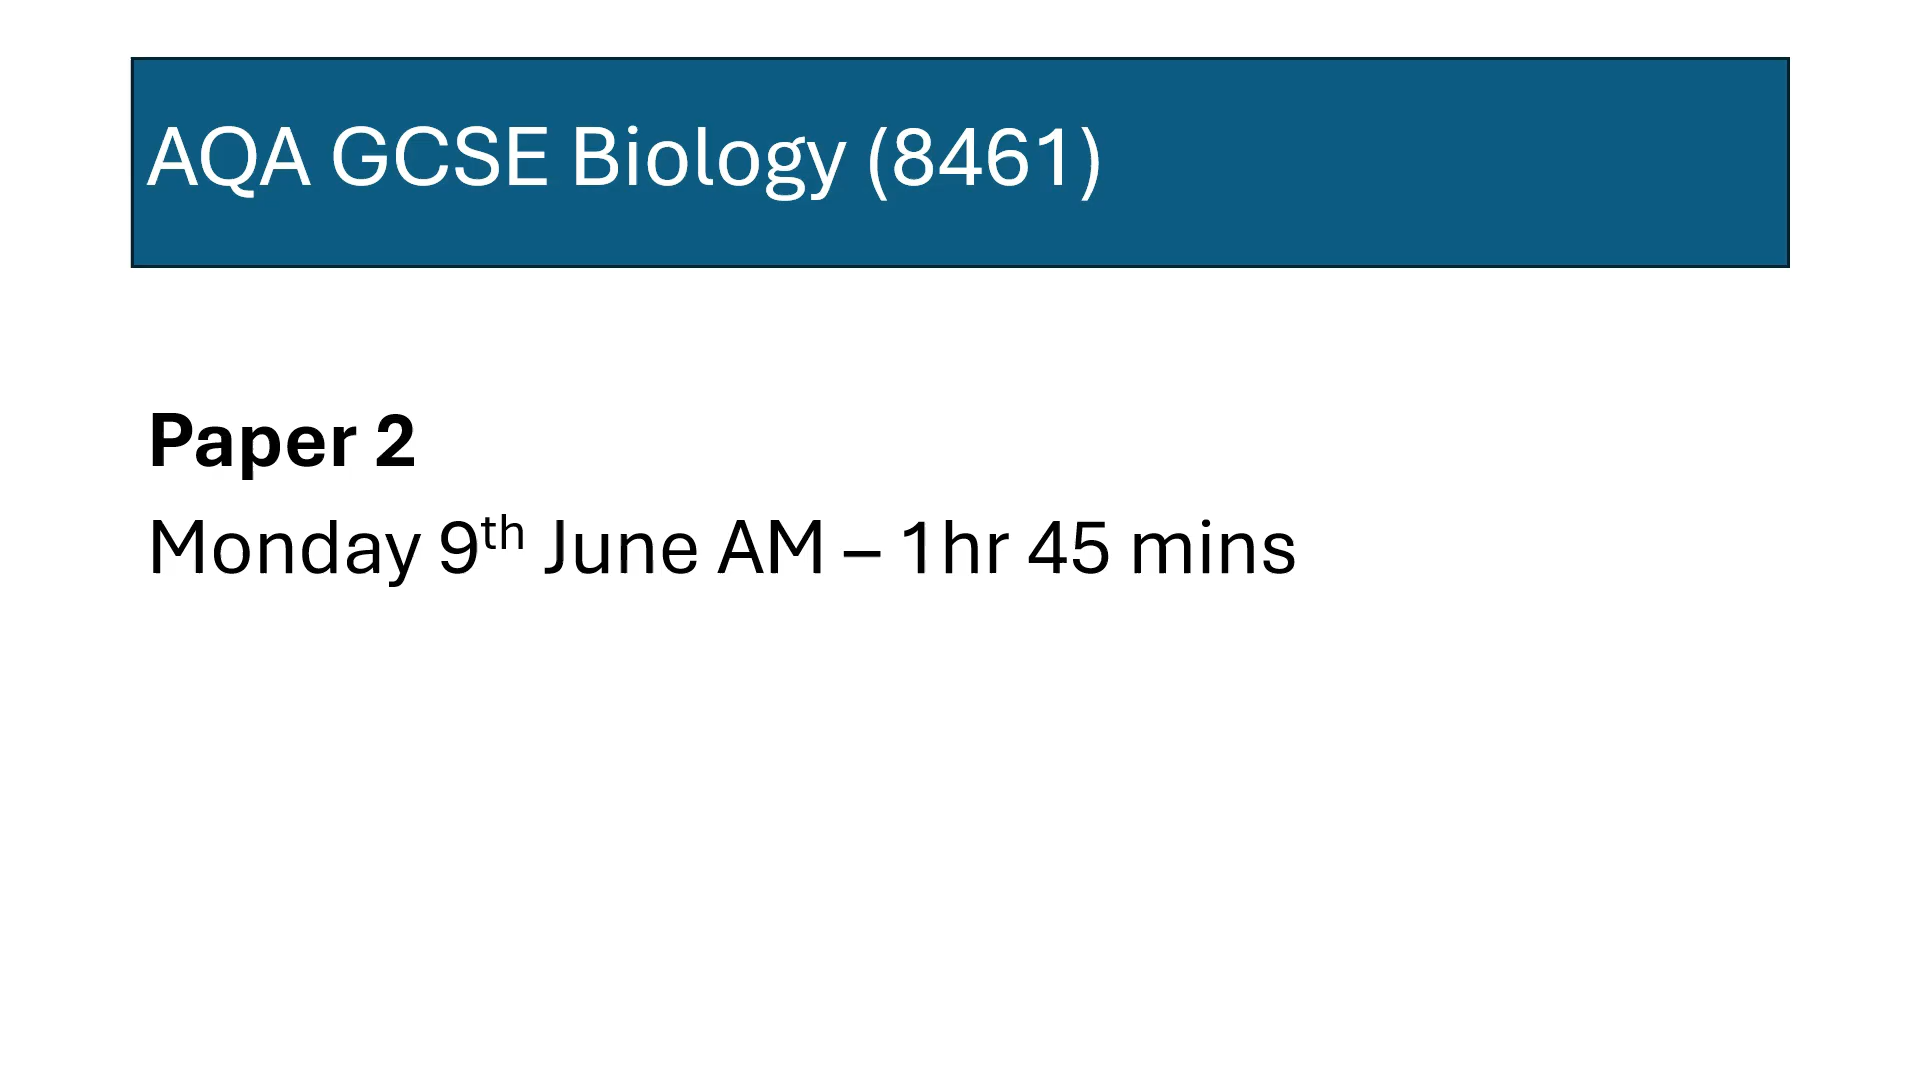 AQA GCSE Biology (8461)
Paper 2
Monday 9th June AM – 1hr 45 mins